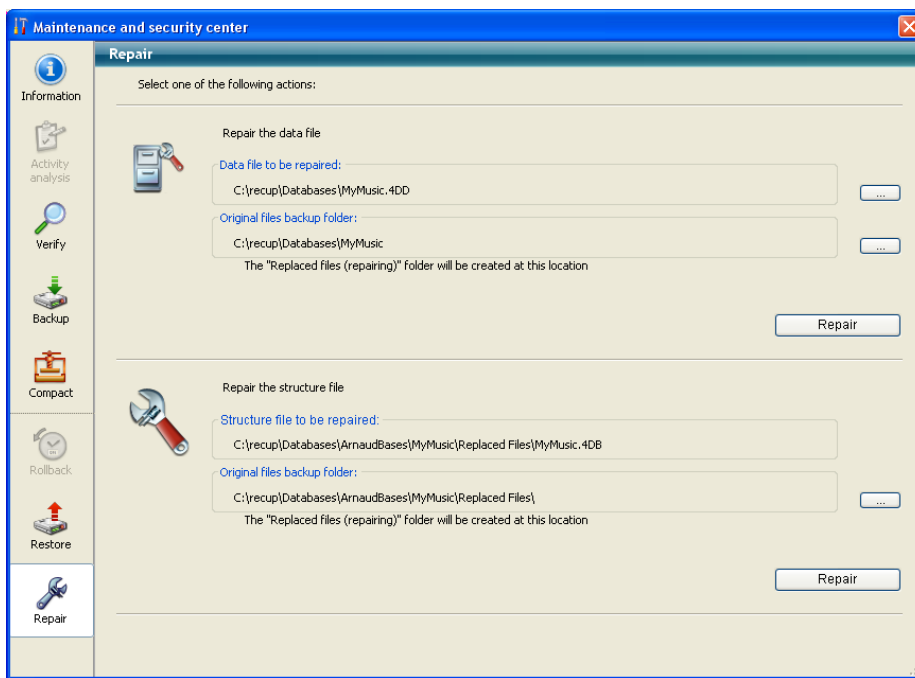 Maintenance and security center
Repair
Information
Activity
analysis
Verify
Backup
Compact
Rollback
Restore
Repair
Select one of the following actions:
Repair the data file
Data file to be repaired:
C:\recup\Databases\MyMusic.4DD
...
Original files backup folder:
C:\recup\Databases\MyMusic
...
The "Replaced files (repairing)" folder will be created at this location
Repair
Repair the structure file
Structure file to be repaired:
C:\recup\Databases\ArnaudBases\MyMusic\Replaced Files\MyMusic.4DB
Original files backup folder:
C:\recup\Databases\ArnaudBases\MyMusic\Replaced Files\
...
The "Replaced files (repairing)" folder will be created at this location
Repair